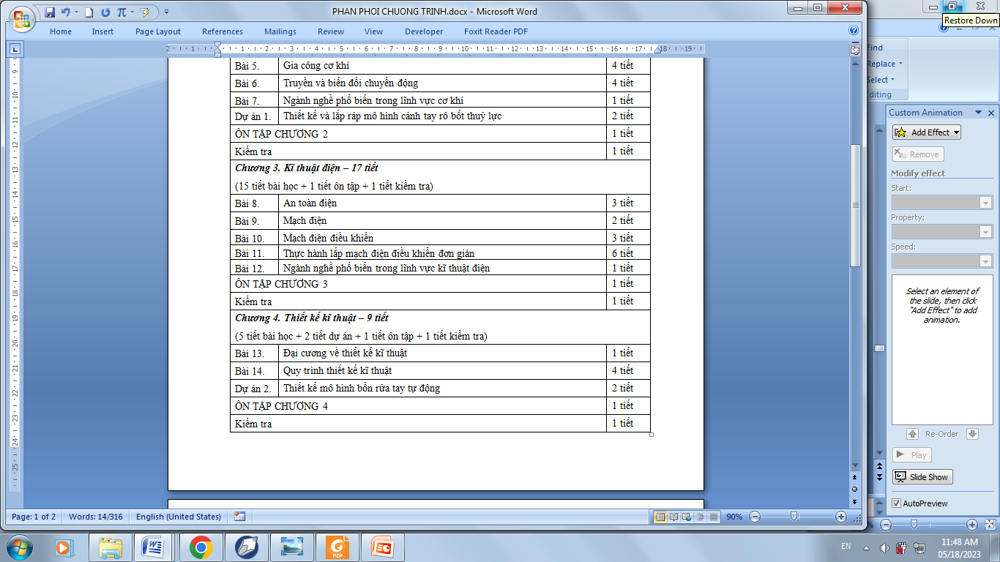 PHAN PHOI CHUONG TRINH.docx - Microsoft Word
Restore Down
Home Insert Page Layout References Mailings Review View Developer Foxit Reader PDF
Find
Replace
Select
Editing
Bài 5. Gia công cơ khí 4 tiết
Bài 6. Truyền và biến đổi chuyển động 4 tiết
Bài 7. Ngành nghề phổ biến trong lĩnh vực cơ khí 1 tiết
Dự án 1. Thiết kế và lắp ráp mô hình cánh tay rô bốt thuỷ lực 2 tiết
ÔN TẬP CHƯƠNG 2 1 tiết
Kiểm tra 1 tiết
Chương 3. Kĩ thuật điện – 17 tiết
(15 tiết bài học + 1 tiết ôn tập + 1 tiết kiểm tra)
Bài 8. An toàn điện 3 tiết
Bài 9. Mạch điện 2 tiết
Bài 10. Mạch điện điều khiển 3 tiết
Bài 11. Thực hành lắp mạch điện điều khiển đơn giản 6 tiết
Bài 12. Ngành nghề phổ biến trong lĩnh vực kĩ thuật điện 1 tiết
ÔN TẬP CHƯƠNG 3 1 tiết
Kiểm tra 1 tiết
Chương 4. Thiết kế kĩ thuật – 9 tiết
(5 tiết bài học + 2 tiết dự án + 1 tiết ôn tập + 1 tiết kiểm tra)
Bài 13. Đại cương về thiết kế kĩ thuật 1 tiết
Bài 14. Quy trình thiết kế kĩ thuật 4 tiết
Dự án 2. Thiết kế mô hình bồn rửa tay tự động 2 tiết
ÔN TẬP CHƯƠNG 4 1 tiết
Kiểm tra 1 tiết
Custom Animation
Add Effect
Remove
Modify effect
Start:
Property:
Speed:
Select an element of
the slide, then click
"Add Effect" to add
animation.
Re-Order
Play
Slide Show
AutoPreview
Page: 1 of 2 Words: 14/316 English (United States) 90%
PDF
EN
11:48 AM
05/18/2023